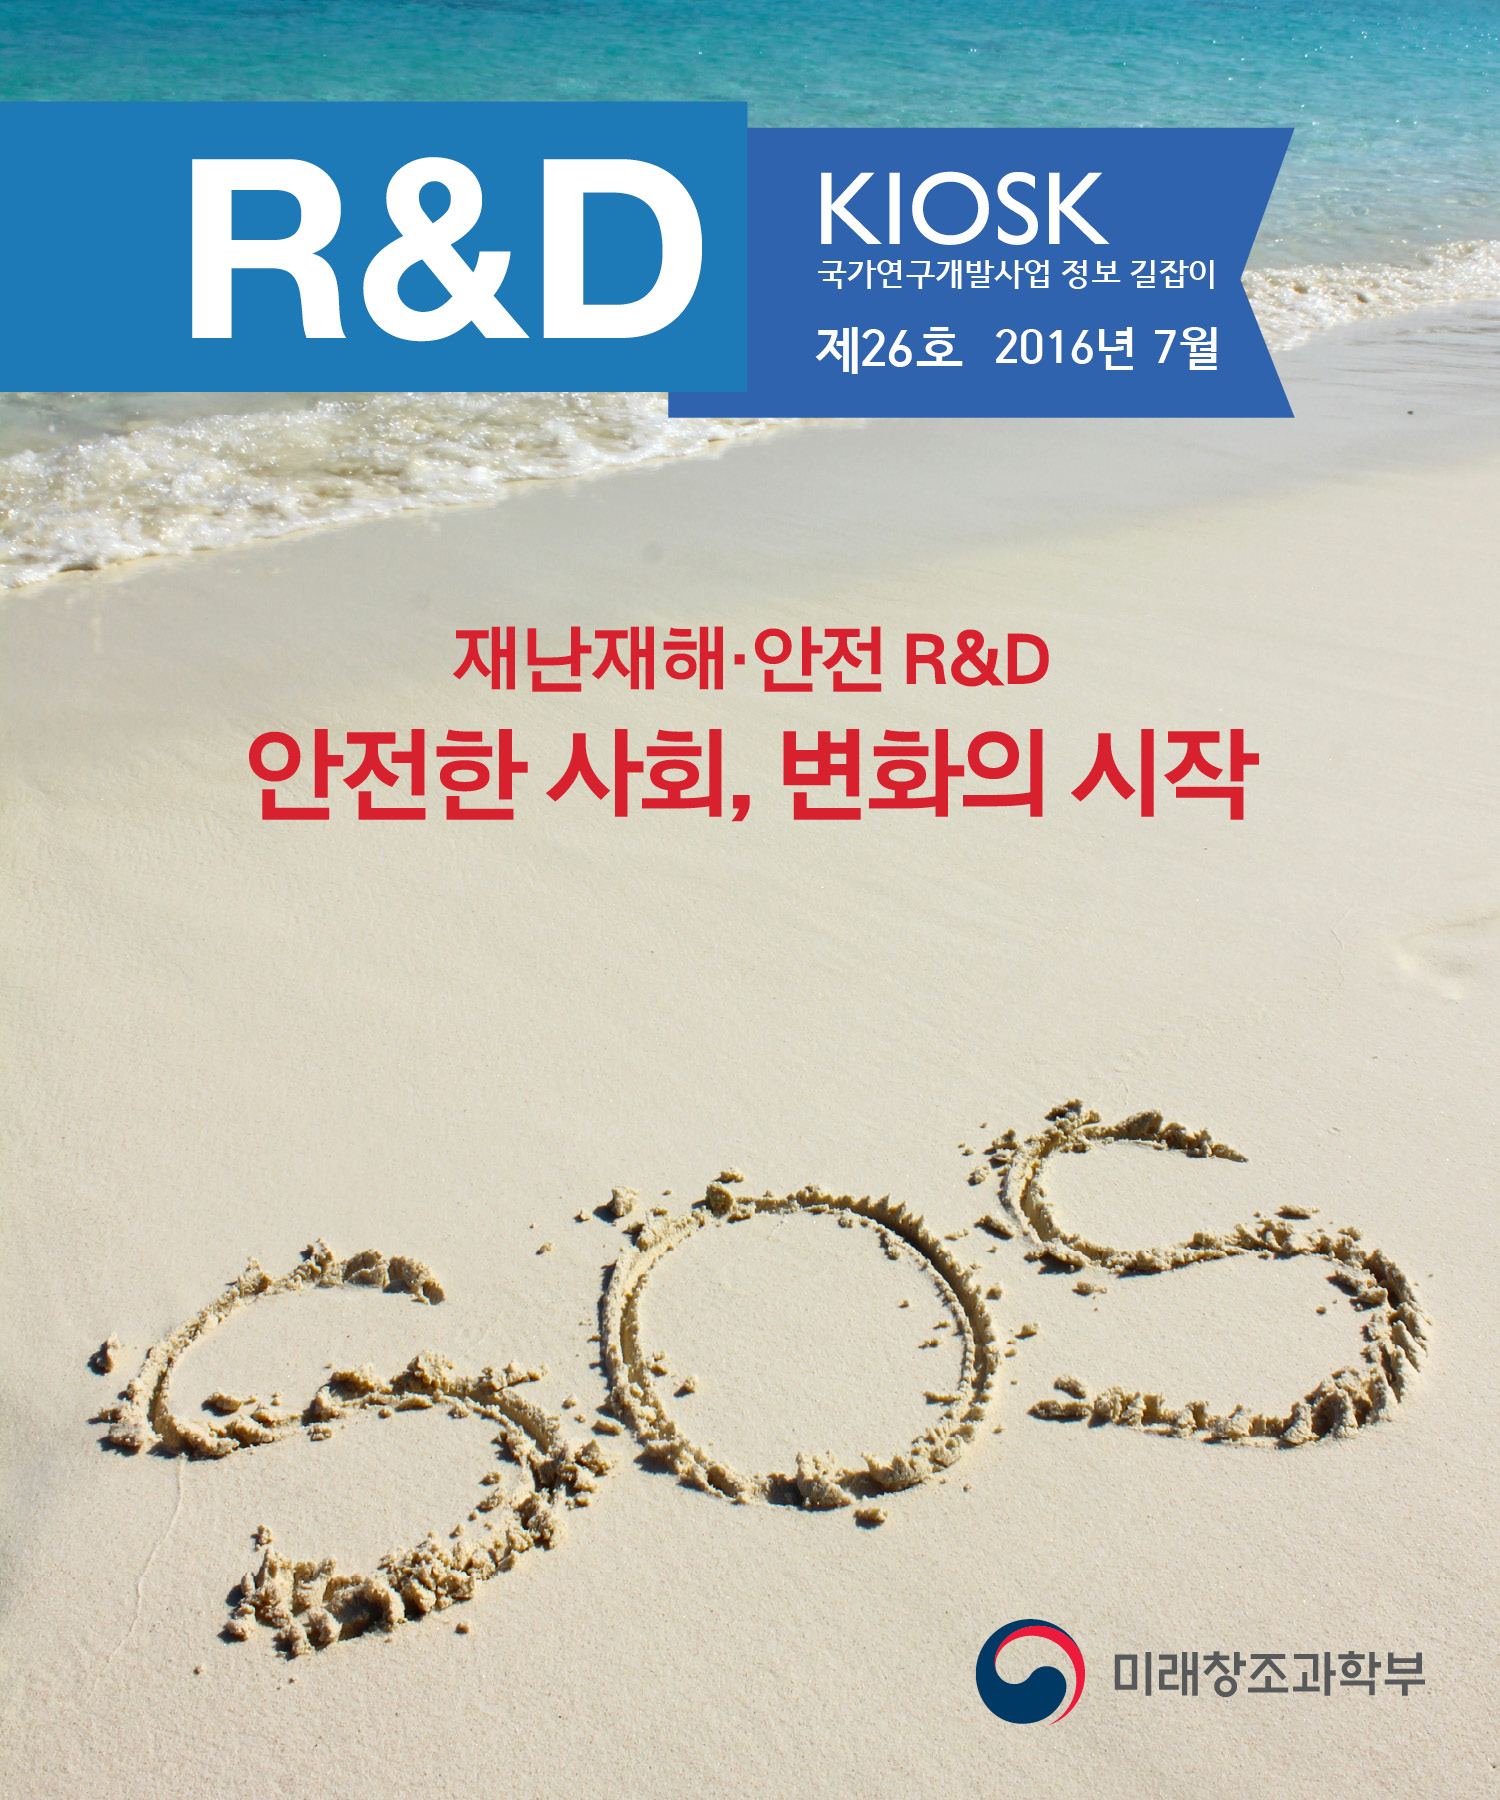 R&D
KIOSK
국가연구개발사업 정보 길잡이
제26호 2016년 7월
재난재해·안전 R&D
안전한 사회, 변화의 시작
SOS
미래창조과학부